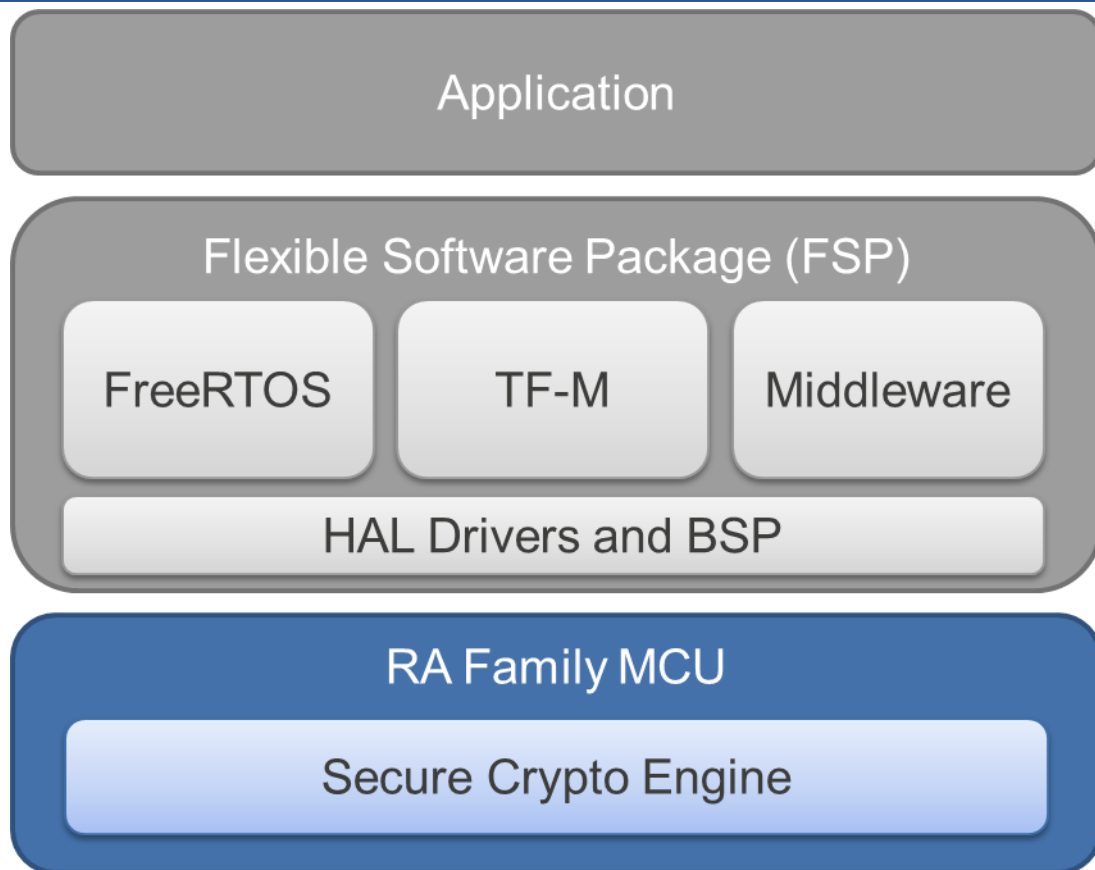 Application
Flexible Software Package (FSP)
FreeRTOS
TF-M
Middleware
HAL Drivers and BSP
RA Family MCU
Secure Crypto Engine